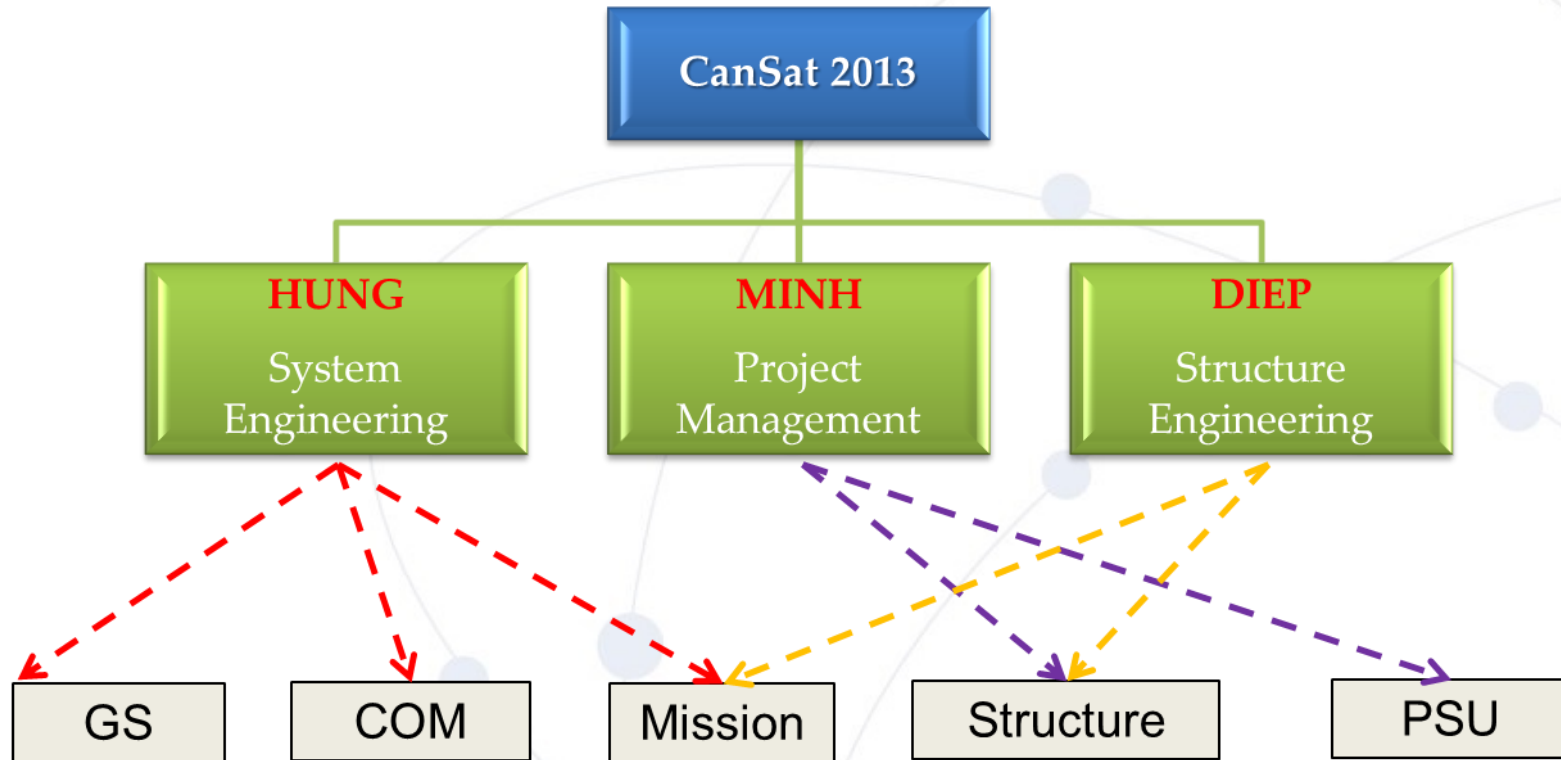 CanSat 2013
HUNG
System
Engineering
MINH
Project
Management
DIEP
Structure
Engineering
GS
COM
Mission
Structure
PSU